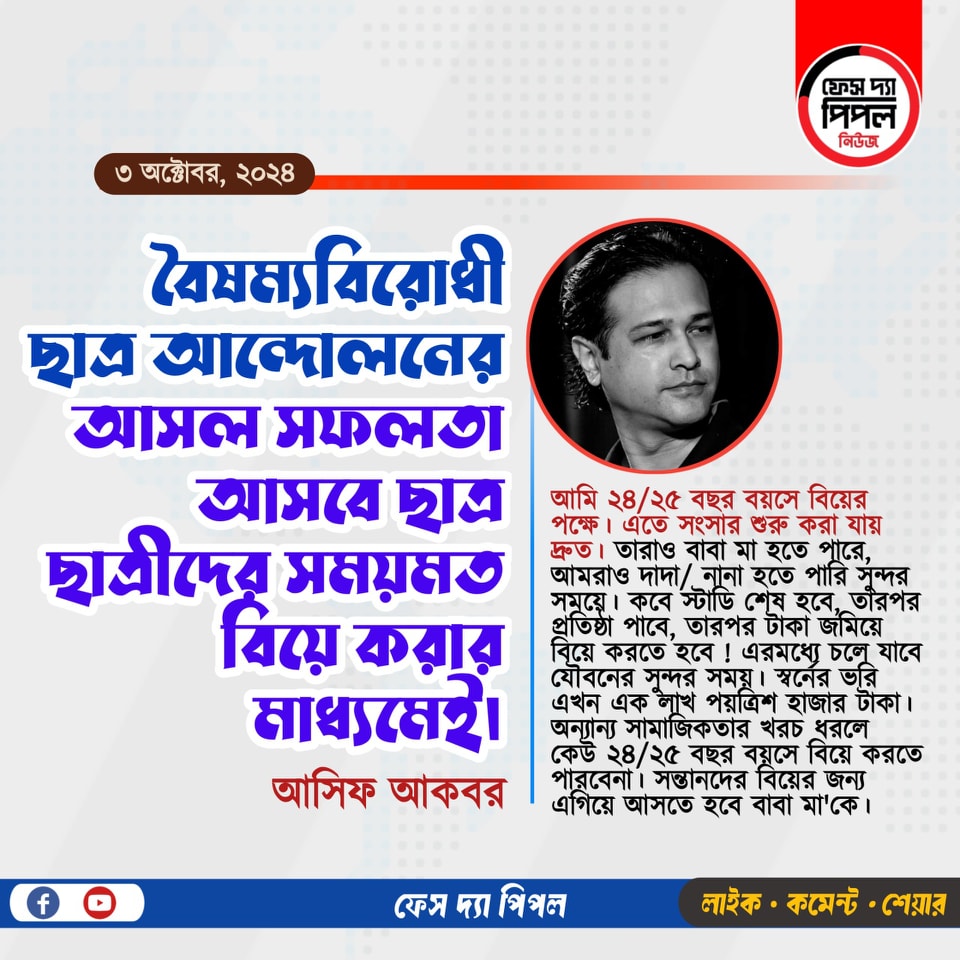 ফেস দ্যা
পিপল
নিউজ
৩ অক্টোবর, ২০২৪
বৈষম্যবিরোধী
ছাত্র আন্দোলনের
আসল সফলতা
আসবে ছাত্র
ছাত্রীদের সময়মত
বিয়ে করার
মাধ্যমেই।
আসিফ আকবর
আমি ২৪/২৫ বছর বয়সে বিয়ের
পক্ষে। এতে সংসার শুরু করা যায়
দ্রুত। তারাও বাবা মা হতে পারে,
আমরাও দাদা/ নানা হতে পারি সুন্দর
সময়ে। কবে স্টাডি শেষ হবে, তারপর
প্রতিষ্ঠা পাবে, তারপর টাকা জমিয়ে
বিয়ে করতে হবে ! এরমধ্যে চলে যাবে
যৌবনের সুন্দর সময়। স্বর্নের ভরি
এখন এক লাখ পয়ত্রিশ হাজার টাকা।
অন্যান্য সামাজিকতার খরচ ধরলে
কেউ ২৪/২৫ বছর বয়সে বিয়ে করতে
পারবেনা। সন্তানদের বিয়ের জন্য
এগিয়ে আসতে হবে বাবা মা'কে।
ফেস দ্যা পিপল
লাইক • কমেন্ট • শেয়ার